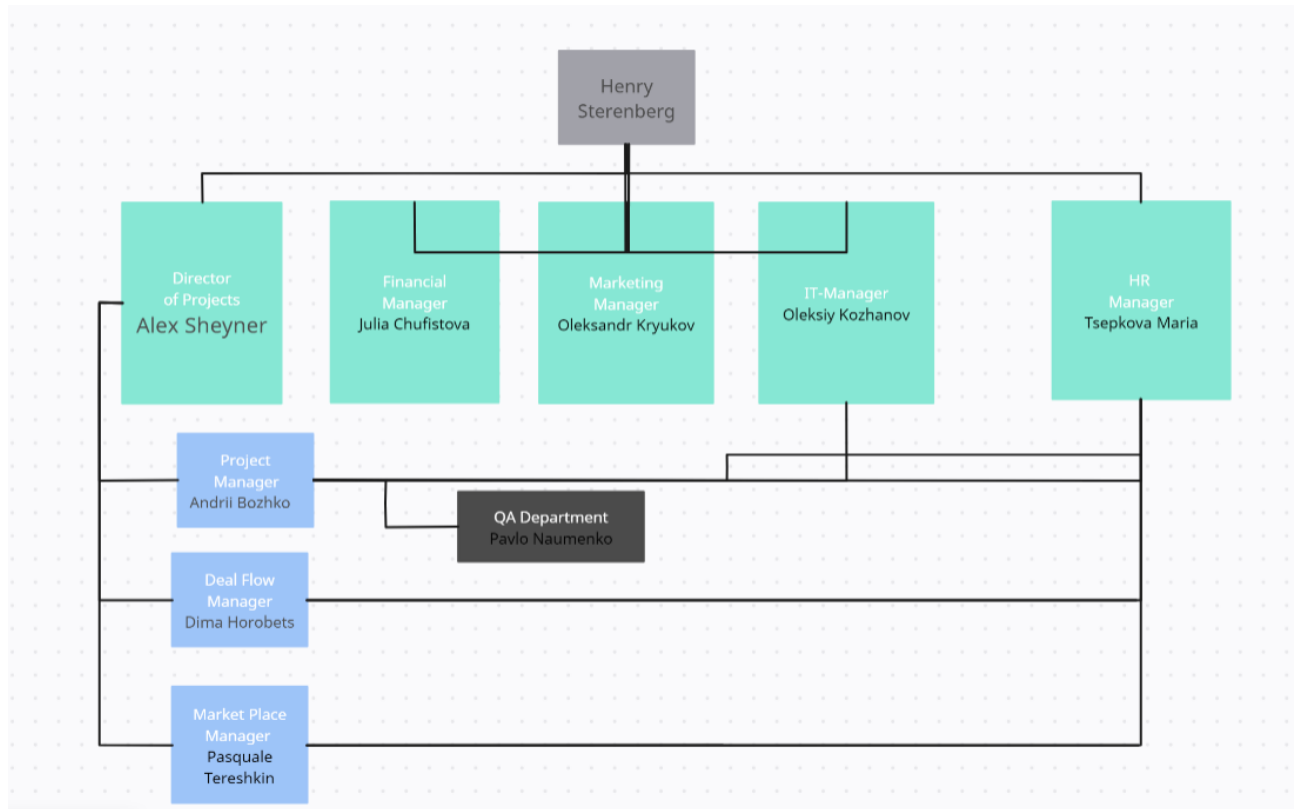 Henry
Sterenberg
Director
of Projects
Alex Sheyner
Financial
Manager
Julia Chufistova
Marketing
Manager
Oleksandr Kryukov
IT-Manager
Oleksiy Kozhanov
HR
Manager
Tsepkova Maria
Project
Manager
Andrii Bozhko
QA Department
Pavlo Naumenko
Deal Flow
Manager
Dima Horobets
Market Place
Manager
Pasquale
Tereshkin